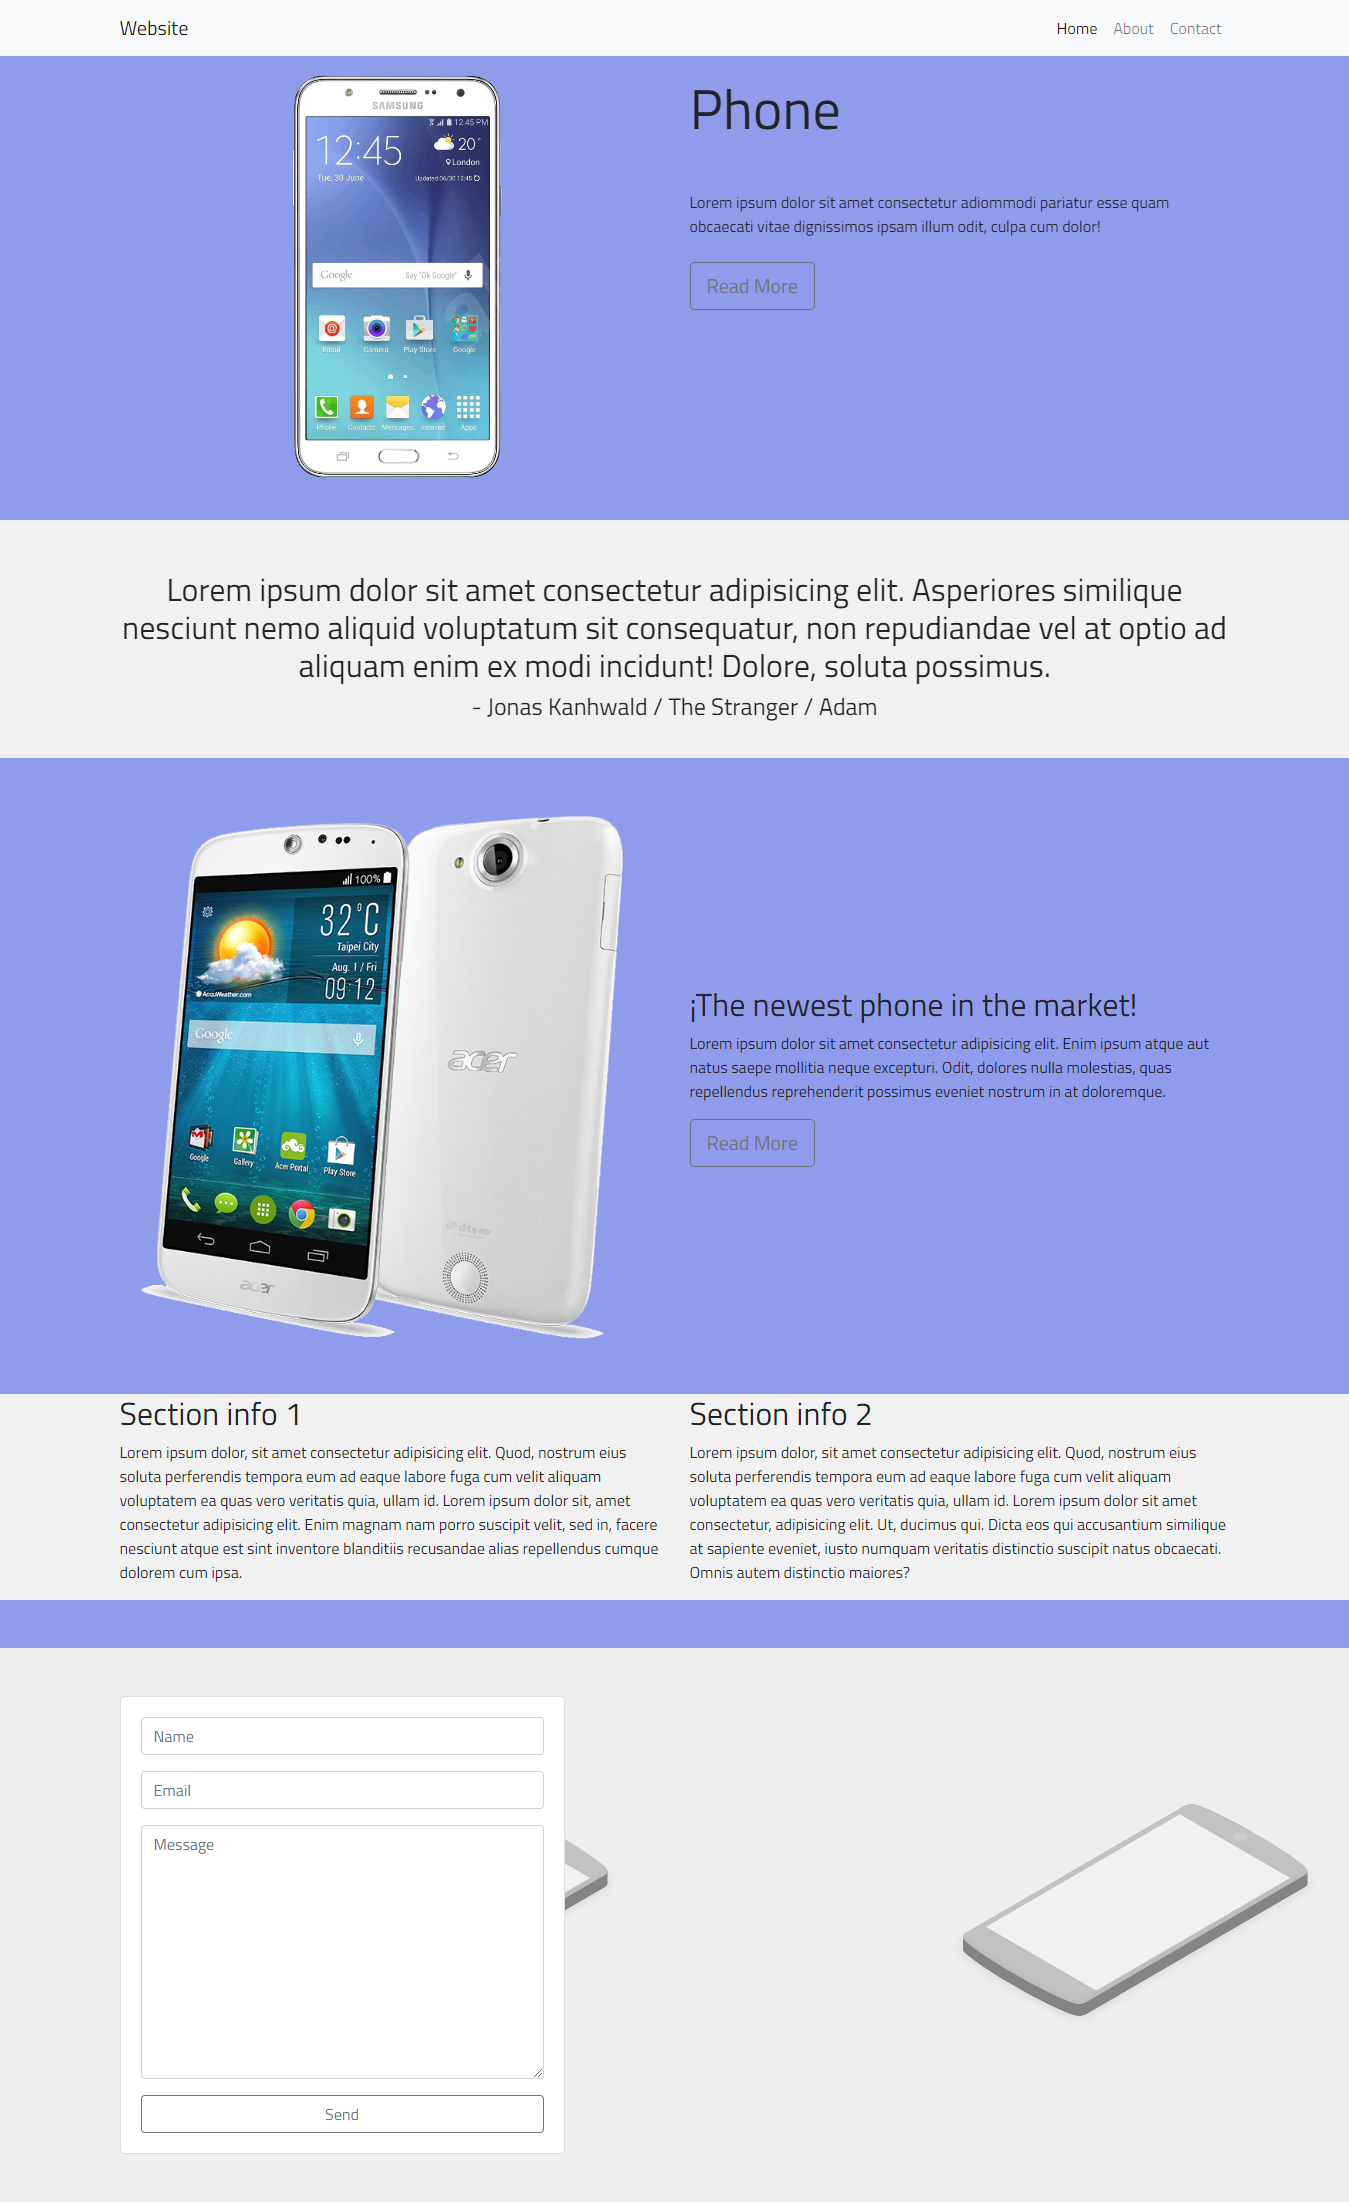 Website
Home About Contact
SAMSUNG
12:45 PM
12:45
20°
London
Tue, 30 June
Updated 06/30 12:45
Google
Say "Ok Google"
Email Camera Play Store Google
Phone Contacts Messages Internet Apps
Phone
Lorem ipsum dolor sit amet consectetur adiommodi pariatur esse quam
obcaecati vitae dignissimos ipsam illum odit, culpa cum dolor!
Read More
Lorem ipsum dolor sit amet consectetur adipisicing elit. Asperiores similique
nesciunt nemo aliquid voluptatum sit consequatur, non repudiandae vel at optio ad
aliquam enim ex modi incidunt! Dolore, soluta possimus.
- Jonas Kanhwald / The Stranger / Adam
100%
32°C
Taipei City
Aug. 1 / Fri
09:12
AccuWeather.com
Google
Google Gallery Acer Portal Play Store
acer
acer
dts
¡The newest phone in the market!
Lorem ipsum dolor sit amet consectetur adipisicing elit. Enim ipsum atque aut
natus saepe mollitia neque excepturi. Odit, dolores nulla molestias, quas
repellendus reprehenderit possimus eveniet nostrum in at doloremque.
Read More
Section info 1
Lorem ipsum dolor, sit amet consectetur adipisicing elit. Quod, nostrum eius
soluta perferendis tempora eum ad eaque labore fuga cum velit aliquam
voluptatem ea quas vero veritatis quia, ullam id. Lorem ipsum dolor sit, amet
consectetur adipisicing elit. Enim magnam nam porro suscipit velit, sed in, facere
nesciunt atque est sint inventore blanditiis recusandae alias repellendus cumque
dolorem cum ipsa.
Section info 2
Lorem ipsum dolor, sit amet consectetur adipisicing elit. Quod, nostrum eius
soluta perferendis tempora eum ad eaque labore fuga cum velit aliquam
voluptatem ea quas vero veritatis quia, ullam id. Lorem ipsum dolor sit amet
consectetur, adipisicing elit. Ut, ducimus qui. Dicta eos qui accusantium similique
at sapiente eveniet, iusto numquam veritatis distinctio suscipit natus obcaecati.
Omnis autem distinctio maiores?
Name
Email
Message
Send